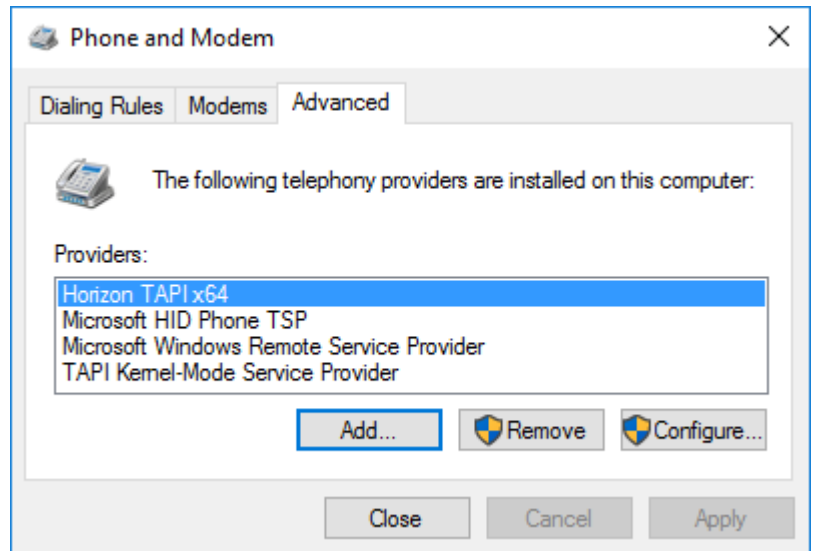 Phone and Modem
Dialing Rules Modems Advanced
The following telephony providers are installed on this computer:
Providers:
Horizon TAPI x64
Microsoft HID Phone TSP
Microsoft Windows Remote Service Provider
TAPI Kernel-Mode Service Provider
Add... Remove Configure...
Close Cancel Apply